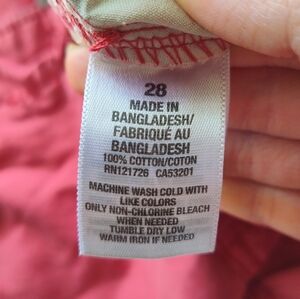 28
MADE IN
BANGLADESH/
FABRIQUÉ AU
BANGLADESH
100% COTTON/COTON
RN121726 CA53201
MACHINE WASH COLD WITH
LIKE COLORS
ONLY NON-CHLORINE BLEACH
WHEN NEEDED
TUMBLE DRY LOW
WARM IRON IF NEEDED